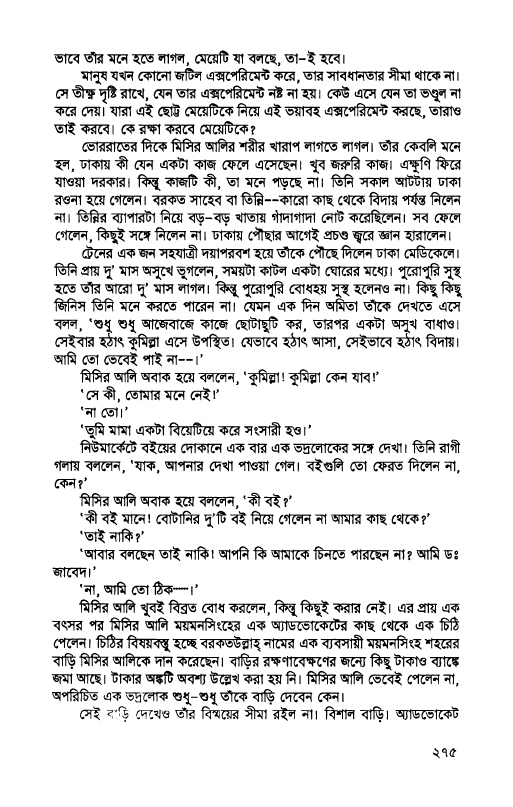 ভাবে তাঁর মনে হতে লাগল, মেয়েটি যা বলছে, তা-ই হবে।
মানুষ যখন কোনো জটিল এক্সপেরিমেন্ট করে, তার সাবধানতার সীমা থাকে না।
সে তীক্ষ্ণ দৃষ্টি রাখে, যেন তার এক্সপেরিমেন্ট নষ্ট না হয়। কেউ এসে যেন তা ভণ্ডুল না
করে দেয়। যারা এই ছোট্ট মেয়েটিকে নিয়ে এই ভয়াবহ এক্সপেরিমেন্ট করছে, তারাও
তাই করবে। কে রক্ষা করবে মেয়েটিকে?
ভোররাতের দিকে মিসির আলির শরীর খারাপ লাগতে লাগল। তাঁর কেবলি মনে
হল, ঢাকায় কী যেন একটা কাজ ফেলে এসেছেন। খুব জরুরি কাজ। এক্ষুণি ফিরে
যাওয়া দরকার। কিন্তু কাজটি কী, তা মনে পড়ছে না। তিনি সকাল আটটায় ঢাকা
রওনা হয়ে গেলেন। বরকত সাহেব বা তিন্নি--কারো কাছ থেকে বিদায় পর্যন্ত নিলেন
না। তিন্নির ব্যাপারটা নিয়ে বড়-বড় খাতায় গাদাগাদা নোট করেছিলেন। সব ফেলে
গেলেন, কিছুই সঙ্গে নিলেন না। ঢাকায় পৌঁছার আগেই প্রচণ্ড জ্বরে জ্ঞান হারালেন।
ট্রেনের এক জন সহযাত্রী দয়াপরবশ হয়ে তাঁকে পৌঁছে দিলেন ঢাকা মেডিকেলে।
তিনি প্রায় দু' মাস অসুখে ভুগলেন, সময়টা কাটল একটা ঘোরের মধ্যে। পুরোপুরি সুস্থ
হতে তাঁর আরো দু' মাস লাগল। কিন্তু পুরোপুরি বোধহয় সুস্থ হলেনও না। কিছু কিছু
জিনিস তিনি মনে করতে পারেন না। যেমন এক দিন অমিতা তাঁকে দেখতে এসে
বলল, 'শুধু শুধু আজেবাজে কাজে ছোটাছুটি কর, তারপর একটা অসুখ বাধাও।
সেইবার হঠাৎ কুমিল্লা এসে উপস্থিত। যেভাবে হঠাৎ আসা, সেইভাবে হঠাৎ বিদায়।
আমি তো ভেবেই পাই না--।'
মিসির আলি অবাক হয়ে বললেন, 'কুমিল্লা! কুমিল্লা কেন যাব!'
'সে কী, তোমার মনে নেই!'
'না তো।'
'তুমি মামা একটা বিয়েটিয়ে করে সংসারী হও।'
নিউমার্কেটে বইয়ের দোকানে এক বার এক ভদ্রলোকের সঙ্গে দেখা। তিনি রাগী
গলায় বললেন, 'যাক, আপনার দেখা পাওয়া গেল। বইগুলি তো ফেরত দিলেন না,
কেন?'
মিসির আলি অবাক হয়ে বললেন, 'কী বই?'
'কী বই মানে! বোটানির দু'টি বই নিয়ে গেলেন না আমার কাছ থেকে?'
'তাই নাকি?'
'আবার বলছেন তাই নাকি! আপনি কি আমাকে চিনতে পারছেন না? আমি ডঃ
জাবেদ।'
'না, আমি তো ঠিক--।'
মিসির আলি খুবই বিব্রত বোধ করলেন, কিন্তু কিছুই করার নেই। এর প্রায় এক
বৎসর পর মিসির আলি ময়মনসিংহের এক অ্যাডভোকেটের কাছ থেকে এক চিঠি
পেলেন। চিঠির বিষয়বস্তু হচ্ছে বরকতউল্লাহ্ নামের এক ব্যবসায়ী ময়মনসিংহ শহরের
বাড়ি মিসির আলিকে দান করেছেন। বাড়ির রক্ষণাবেক্ষণের জন্যে কিছু টাকাও ব্যাঙ্কে
জমা আছে। টাকার অঙ্কটি অবশ্য উল্লেখ করা হয় নি। মিসির আলি ভেবেই পেলেন না,
অপরিচিত এক ভদ্রলোক শুধু-শুধু তাঁকে বাড়ি দেবেন কেন।
সেই বাড়ি দেখেও তাঁর বিস্ময়ের সীমা রইল না। বিশাল বাড়ি। অ্যাডভোকেট
২৭৫